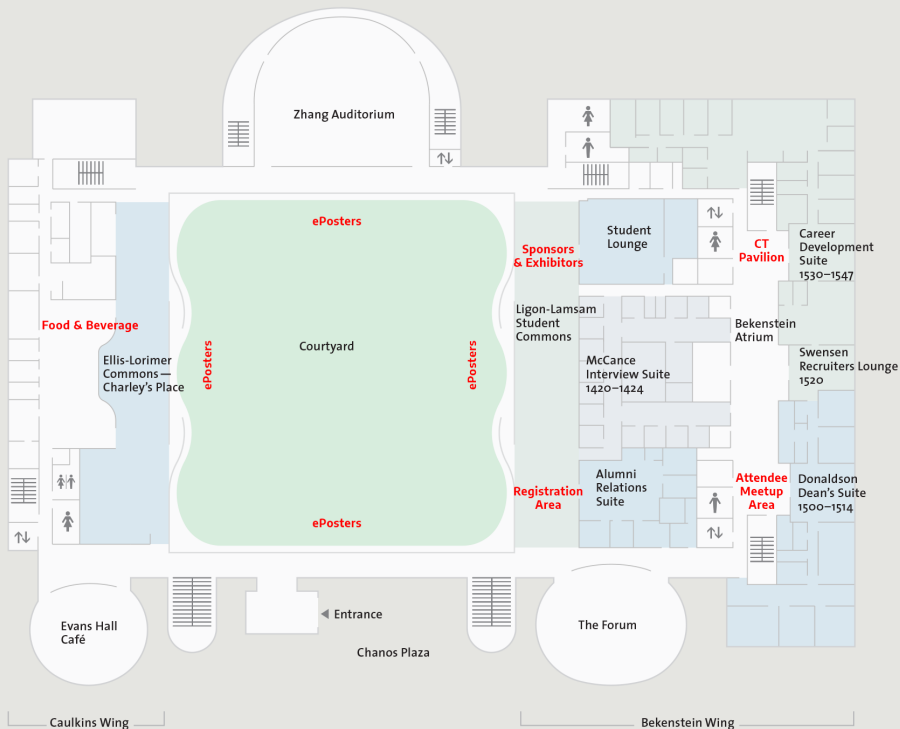 Zhang Auditorium
ePosters
Student
Lounge
Sponsors
& Exhibitors
CT
Pavilion
Career
Development
Suite
1530–1547
Food & Beverage
Ligon-Lamsam
Student
Commons
Bekenstein
Atrium
Courtyard
ePosters
ePosters
Ellis-Lorimer
Commons—
Charley's Place
McCance
Interview Suite
1420–1424
Swensen
Recruiters Lounge
1520
Registration
Area
Alumni
Relations
Suite
Attendee
Meetup
Area
Donaldson
Dean's Suite
1500–1514
ePosters
Entrance
Evans Hall
Café
The Forum
Chanos Plaza
Caulkins Wing
Bekenstein Wing